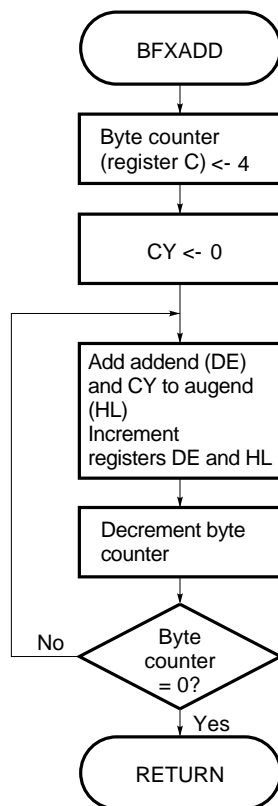 BFXADD
Byte counter
(register C) <- 4
CY <- 0
Add addend (DE)
and CY to augend
(HL)
Increment
registers DE and HL
Decrement byte
counter
No
Byte
counter
= 0?
Yes
RETURN